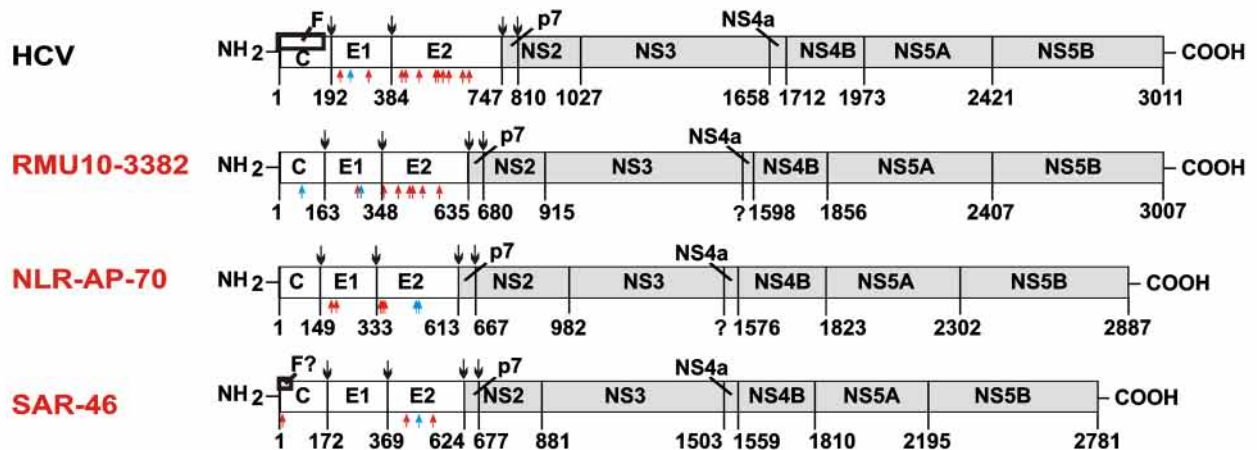 F p7 NS4a
HCV NH2 C E1 E2 NS2 NS3 NS4B NS5A NS5B COOH
1 192 384 747 810 1027 1658 1712 1973 2421 3011
p7 NS4a
RMU10-3382 NH2 C E1 E2 NS2 NS3 NS4B NS5A NS5B COOH
1 163 348 635 680 915 ? 1598 1856 2407 3007
p7 NS4a
NLR-AP-70 NH2 C E1 E2 NS2 NS3 NS4B NS5A NS5B COOH
1 149 333 613 667 982 ? 1576 1823 2302 2887
F? p7 NS4a
SAR-46 NH2 C E1 E2 NS2 NS3 NS4B NS5A NS5B COOH
1 172 369 624 677 881 1503 1559 1810 2195 2781